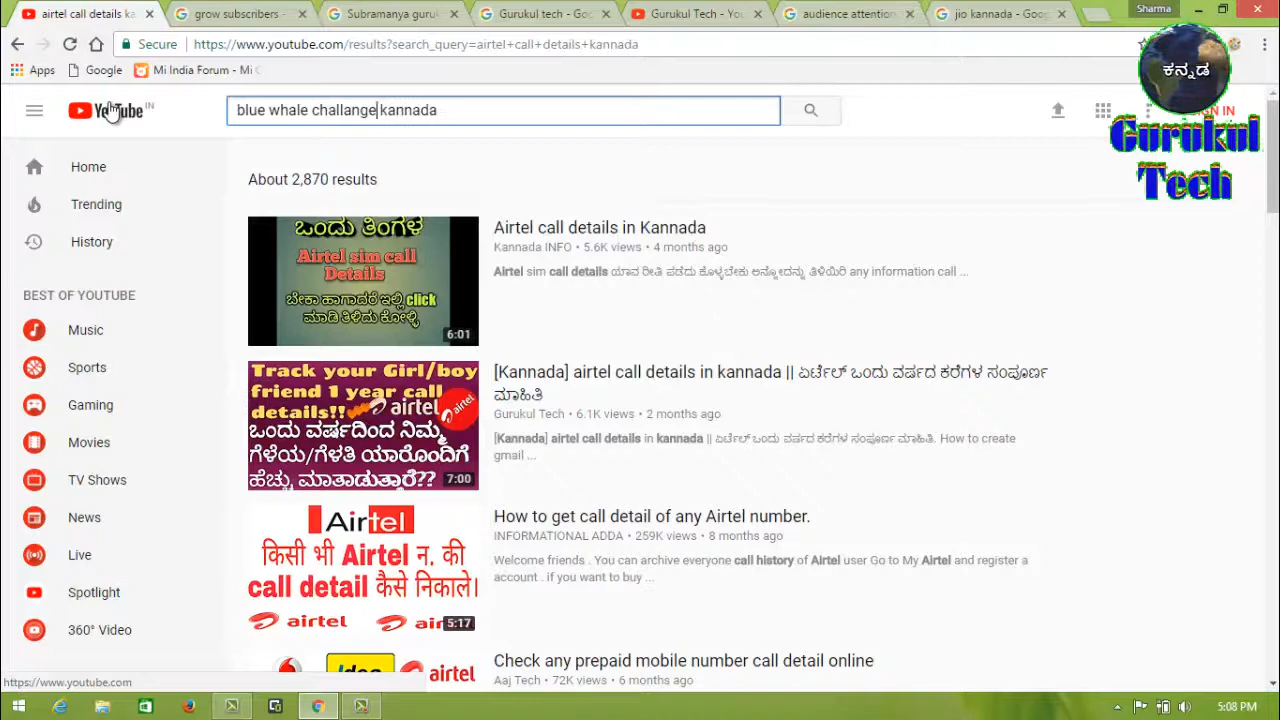 airtel call details ka
grow subscribers -
Subramanya guruk
Gurukul tech - Goo
Gurukul Tech - Yo
audience attention
jio kannada - Goog
Sharma
Secure
https://www.youtube.com/results?search_query=airtel+call+details+kannada
Apps
Google
Mi India Forum - Mi C
YouTube IN
blue whale challange kannada
SIGN IN
ಕನ್ನಡ
Gurukul
Tech
Home
Trending
History
BEST OF YOUTUBE
Music
Sports
Gaming
Movies
TV Shows
News
Live
Spotlight
360° Video
About 2,870 results
ಒಂದು ತಿಂಗಳ
Airtel sim call
Details
ಬೇಕಾ ಹಾಗಾದರೆ ಇಲ್ಲಿ click
ಮಾಡಿ ತಿಳಿದು ಕೊಳ್ಳಿ
6:01
Airtel call details in Kannada
Kannada INFO • 5.6K views • 4 months ago
Airtel sim call details ಯಾವ ರೀತಿ ಪಡೆದು ಕೊಳ್ಳಬೇಕು ಅನ್ನೋದನ್ನು ತಿಳಿಯಿರಿ any information call ...
Track your Girl/boy
friend 1 year call
details!! airtel airtel
ಒಂದು ವರ್ಷದಿಂದ ನಿಮ್ಮ
ಗೆಳೆಯ/ಗೆಳತಿ ಯಾರೊಂದಿಗೆ
ಹೆಚ್ಚು ಮಾತಾಡುತ್ತಾರೆ??
7:00
[Kannada] airtel call details in kannada || ಏರ್ಟೆಲ್ ಒಂದು ವರ್ಷದ ಕರೆಗಳ ಸಂಪೂರ್ಣ
ಮಾಹಿತಿ
Gurukul Tech • 6.1K views • 2 months ago
[Kannada] airtel call details in kannada || ಏರ್ಟೆಲ್ ಒಂದು ವರ್ಷದ ಕರೆಗಳ ಸಂಪೂರ್ಣ ಮಾಹಿತಿ. How to create
gmail ...
Airtel
किसी भी Airtel न. की
call detail कैसे निकाले।
airtel
5:17
How to get call detail of any Airtel number.
INFORMATIONAL ADDA • 259K views • 8 months ago
Welcome friends . You can archive everyone call history of Airtel user Go to My Airtel and register a
account . if you want to buy ...
Idea
airtel
Check any prepaid mobile number call detail online
Aaj Tech • 72K views • 6 months ago
https://www.youtube.com
5:08 PM